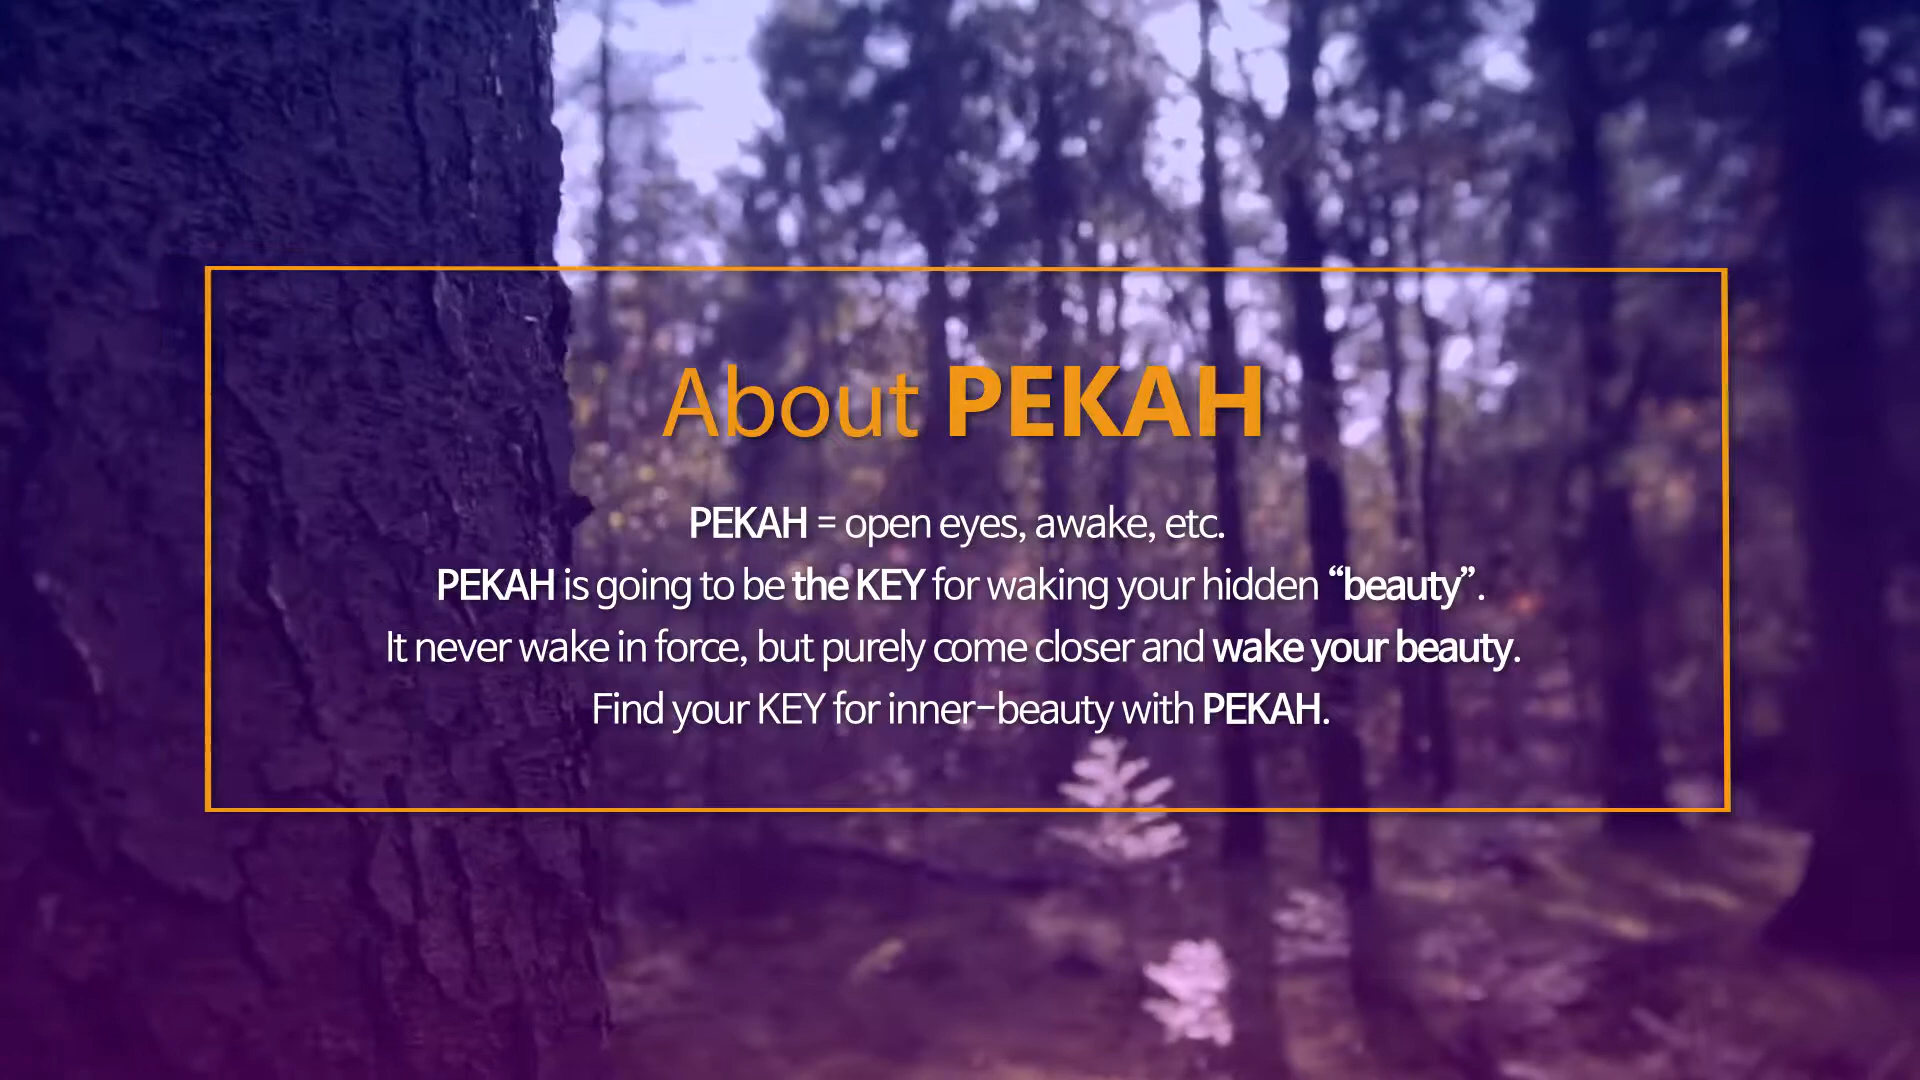 About PEKAH
PEKAH = open eyes, awake, etc.
PEKAH is going to be the KEY for waking your hidden “beauty”.
It never wake in force, but purely come closer and wake your beauty.
Find your KEY for inner-beauty with PEKAH.